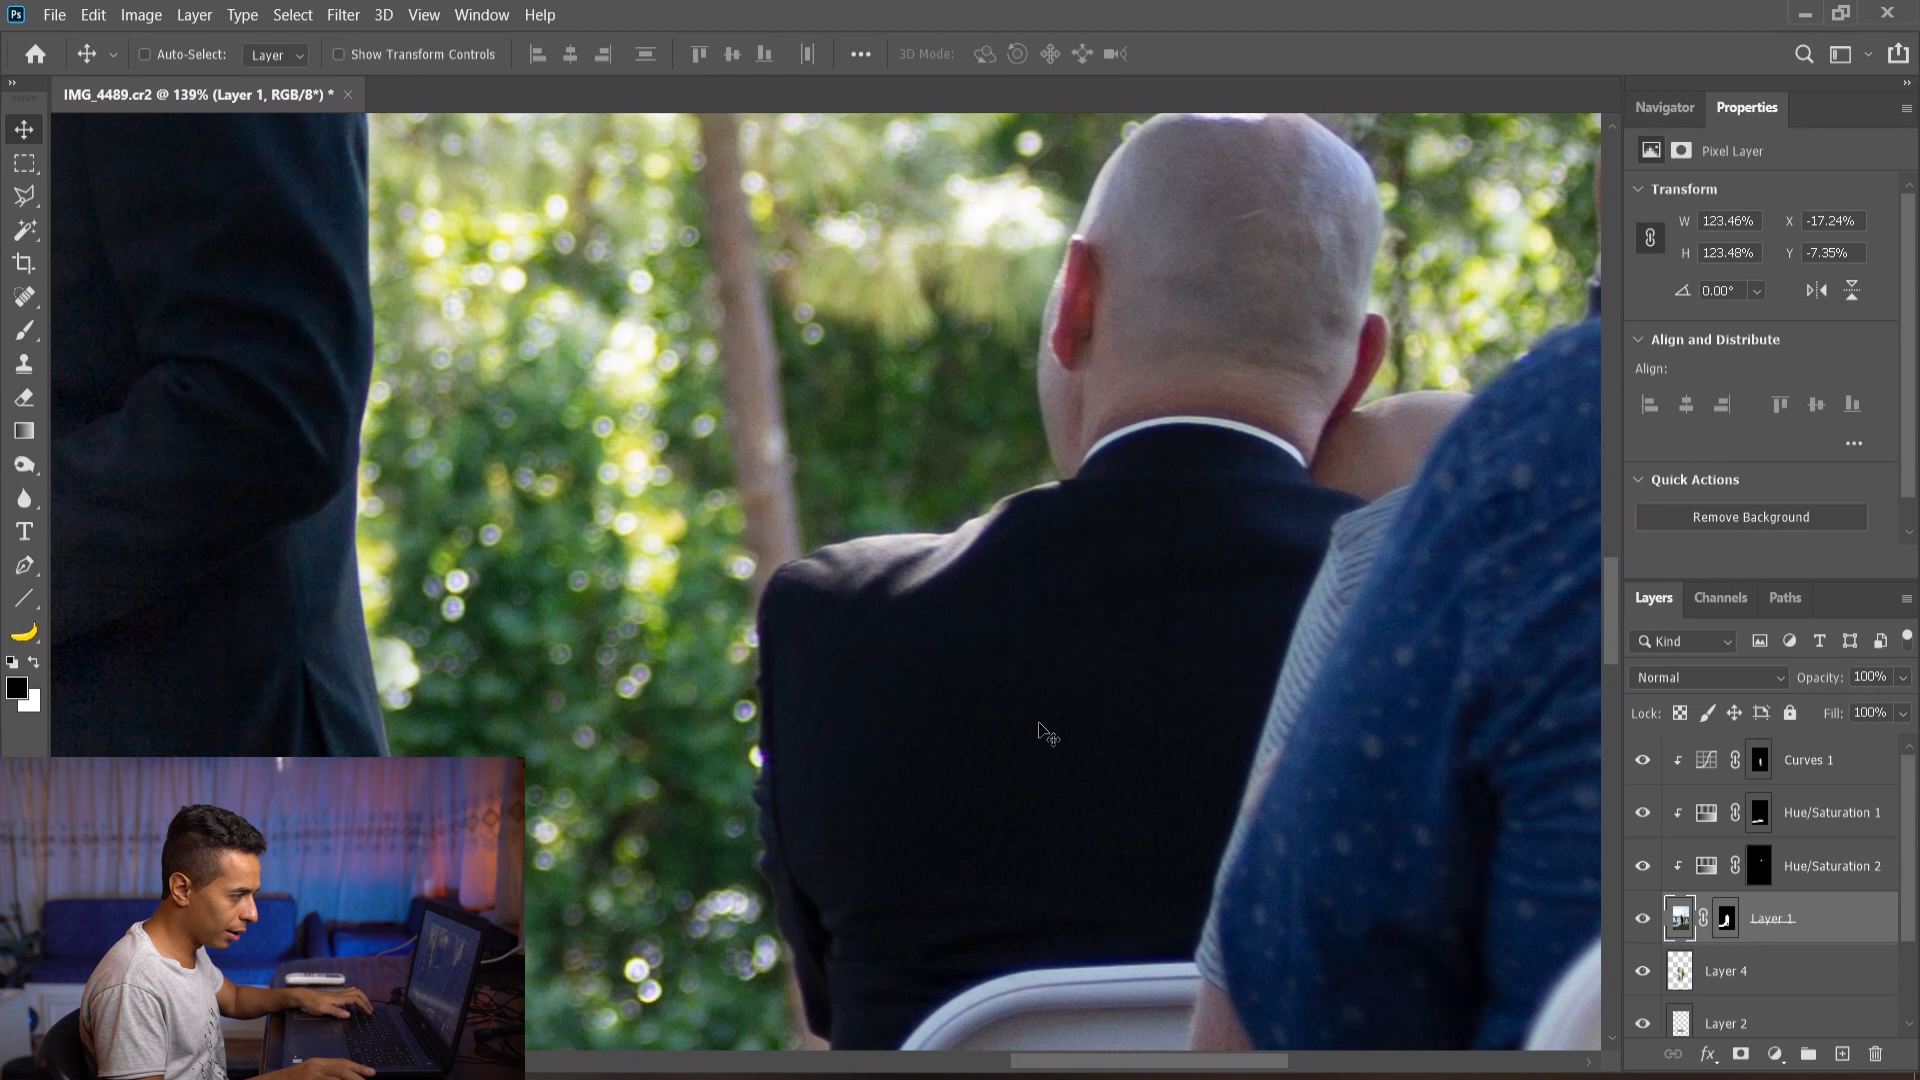 Ps File Edit Image Layer Type Select Filter 3D View Window Help
Auto-Select: Layer Show Transform Controls 3D Mode:
IMG_4489.cr2 @ 139% (Layer 1, RGB/8*) *
Navigator Properties
Pixel Layer
Transform
W 123.46% X -17.24%
H 123.48% Y -7.35%
0.00°
Align and Distribute
Align:
Quick Actions
Remove Background
Layers Channels Paths
Kind
Normal Opacity: 100%
Lock: Fill: 100%
Curves 1
Hue/Saturation 1
Hue/Saturation 2
Layer 1
Layer 4
Layer 2